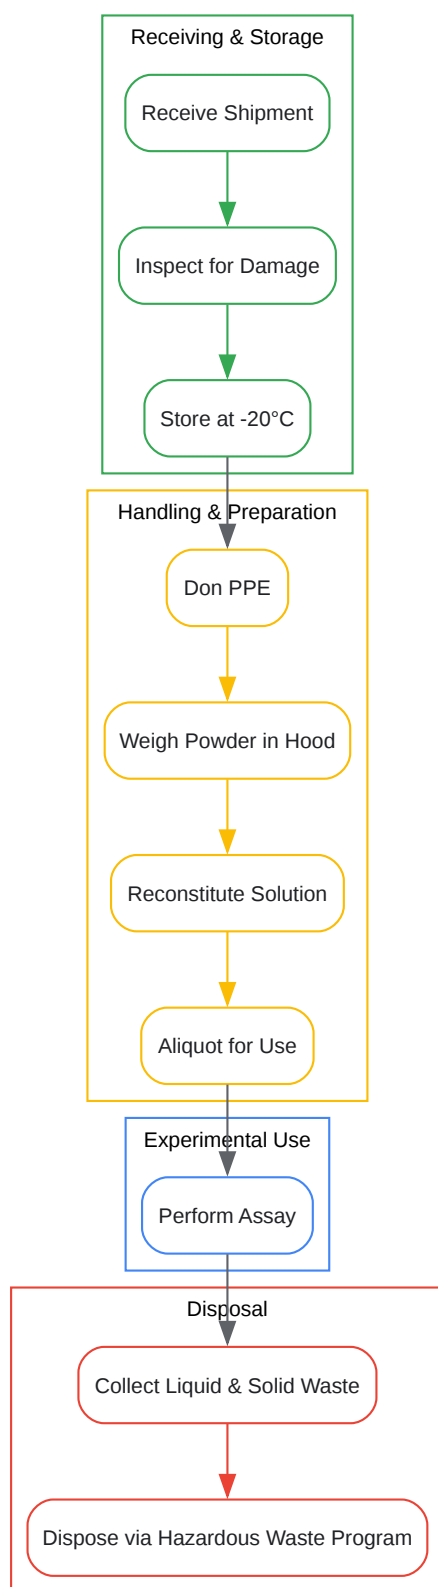 Receiving & Storage
Receive Shipment
Inspect for Damage
Store at -20°C
Handling & Preparation
Don PPE
Weigh Powder in Hood
Reconstitute Solution
Aliquot for Use
Experimental Use
Perform Assay
Disposal
Collect Liquid & Solid Waste
Dispose via Hazardous Waste Program